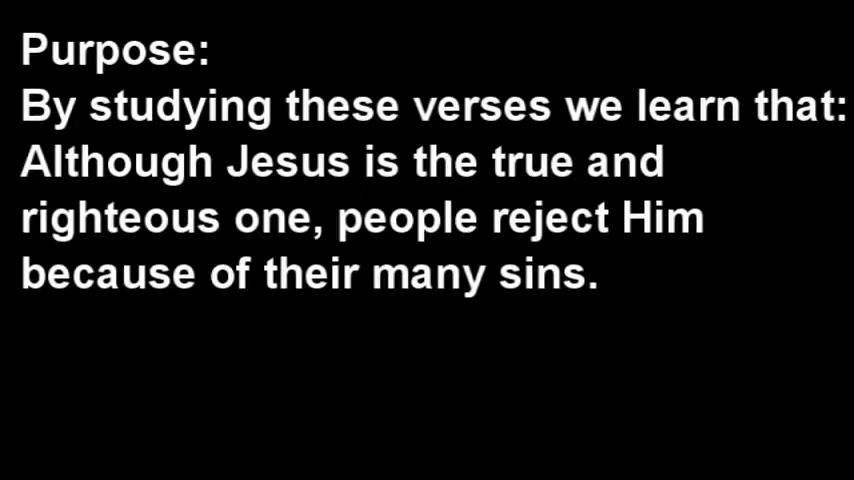 Purpose:
By studying these verses we learn that:
Although Jesus is the true and
righteous one, people reject Him
because of their many sins.